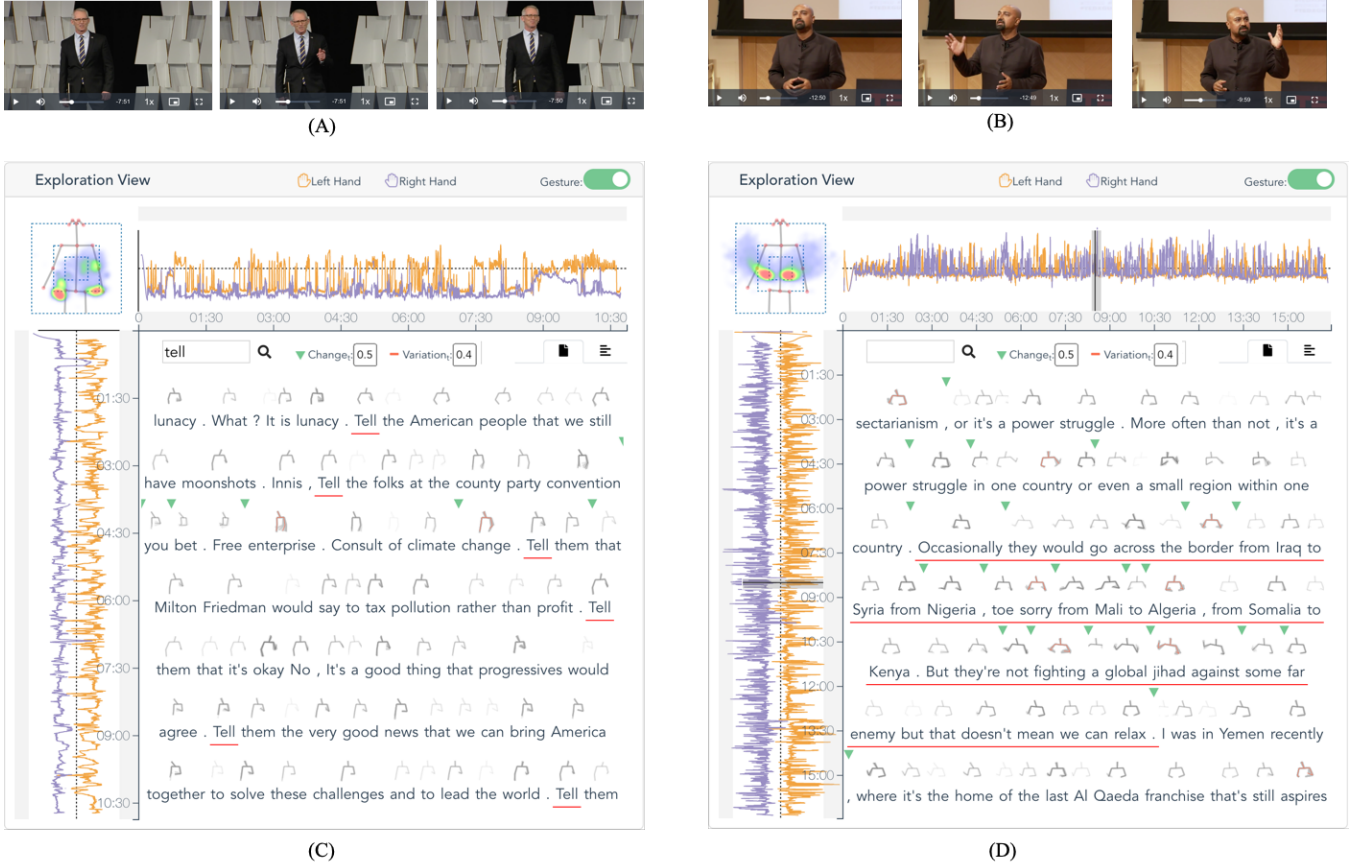 -7:51 1x
-7:51 1x
-7:50 1x
(A)
-12:50 1x
-12:49 1x
-9:59 1x
(B)
Exploration View Left Hand Right Hand Gesture:
0 01:30 03:00 04:30 06:00 07:30 09:00 10:30
tell Change₁: 0.5 Variation₁: 0.4
01:30
lunacy . What ? It is lunacy . Tell the American people that we still
03:00
have moonshots . Innis , Tell the folks at the county party convention
04:30
you bet . Free enterprise . Consult of climate change . Tell them that
06:00
Milton Friedman would say to tax pollution rather than profit . Tell
07:30
them that it's okay No , It's a good thing that progressives would
09:00
agree . Tell them the very good news that we can bring America
10:30
together to solve these challenges and to lead the world . Tell them
(C)
Exploration View Left Hand Right Hand Gesture:
0 01:30 03:00 04:30 06:00 07:30 09:00 10:30 12:00 13:30 15:00
Change₁: 0.5 Variation₁: 0.4
01:30
03:00
sectarianism , or it's a power struggle . More often than not , it's a
04:30
power struggle in one country or even a small region within one
06:00
07:30
country . Occasionally they would go across the border from Iraq to
09:00
Syria from Nigeria , toe sorry from Mali to Algeria , from Somalia to
10:30
Kenya . But they're not fighting a global jihad against some far
12:00
13:30
enemy but that doesn't mean we can relax . I was in Yemen recently
15:00
, where it's the home of the last Al Qaeda franchise that's still aspires
(D)